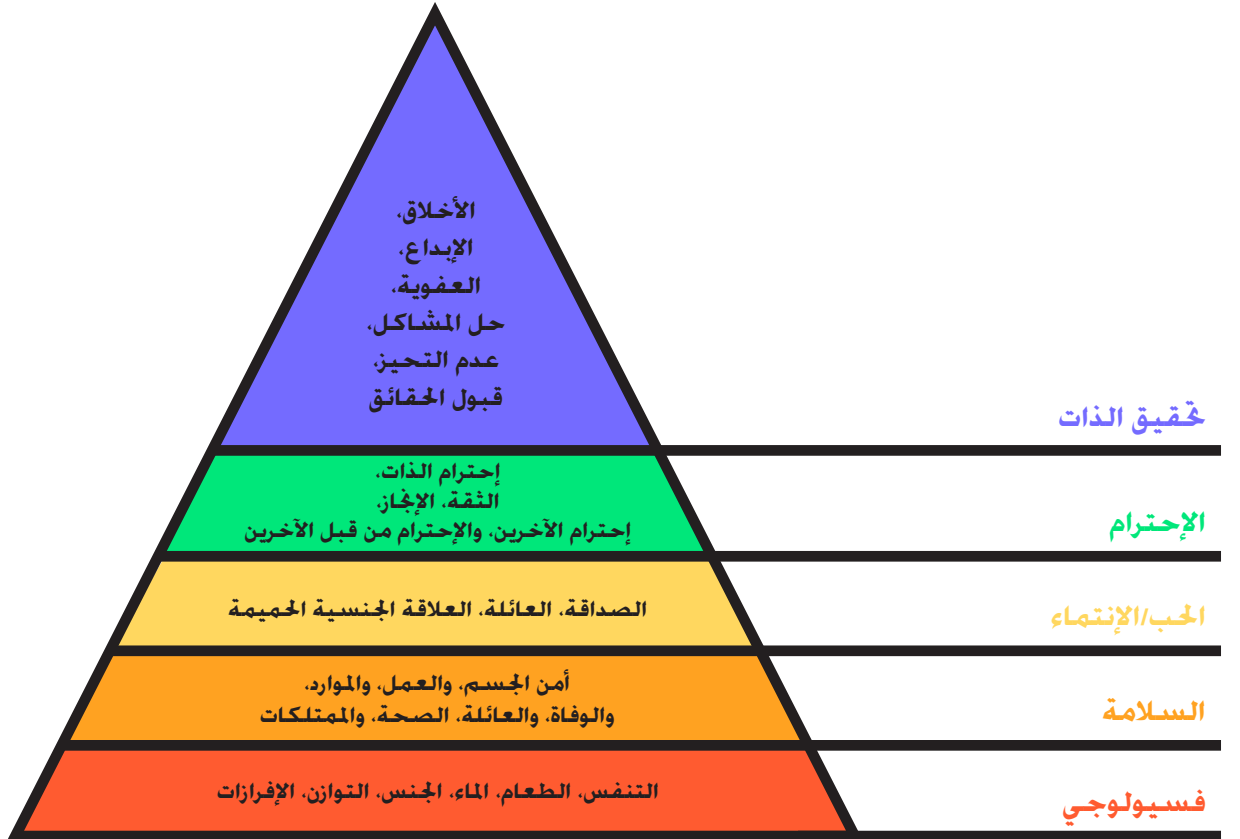 الأخلاق،
الإبداع،
العفوية،
حل المشاكل،
عدم التحيز،
قبول الحقائق
تحقيق الذات
إحترام الذات،
الثقة، الإنجاز،
إحترام الآخرين، والإحترام من قبل الآخرين
الإحترام
الصداقة، العائلة، العلاقة الجنسية الحميمة
الحب/الإنتماء
أمن الجسم، والعمل، والموارد،
والوفاة، والعائلة، الصحة، والممتلكات
السلامة
التنفس، الطعام، الماء، الجنس، التوازن، الإفرازات
فسيولوجي